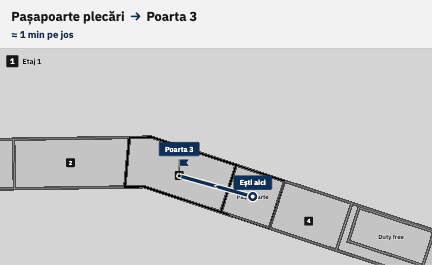 Pașapoarte plecări → Poarta 3
≈ 1 min pe jos
1 Etaj 1
Poarta 3
2
Ești aici
4
Duty free